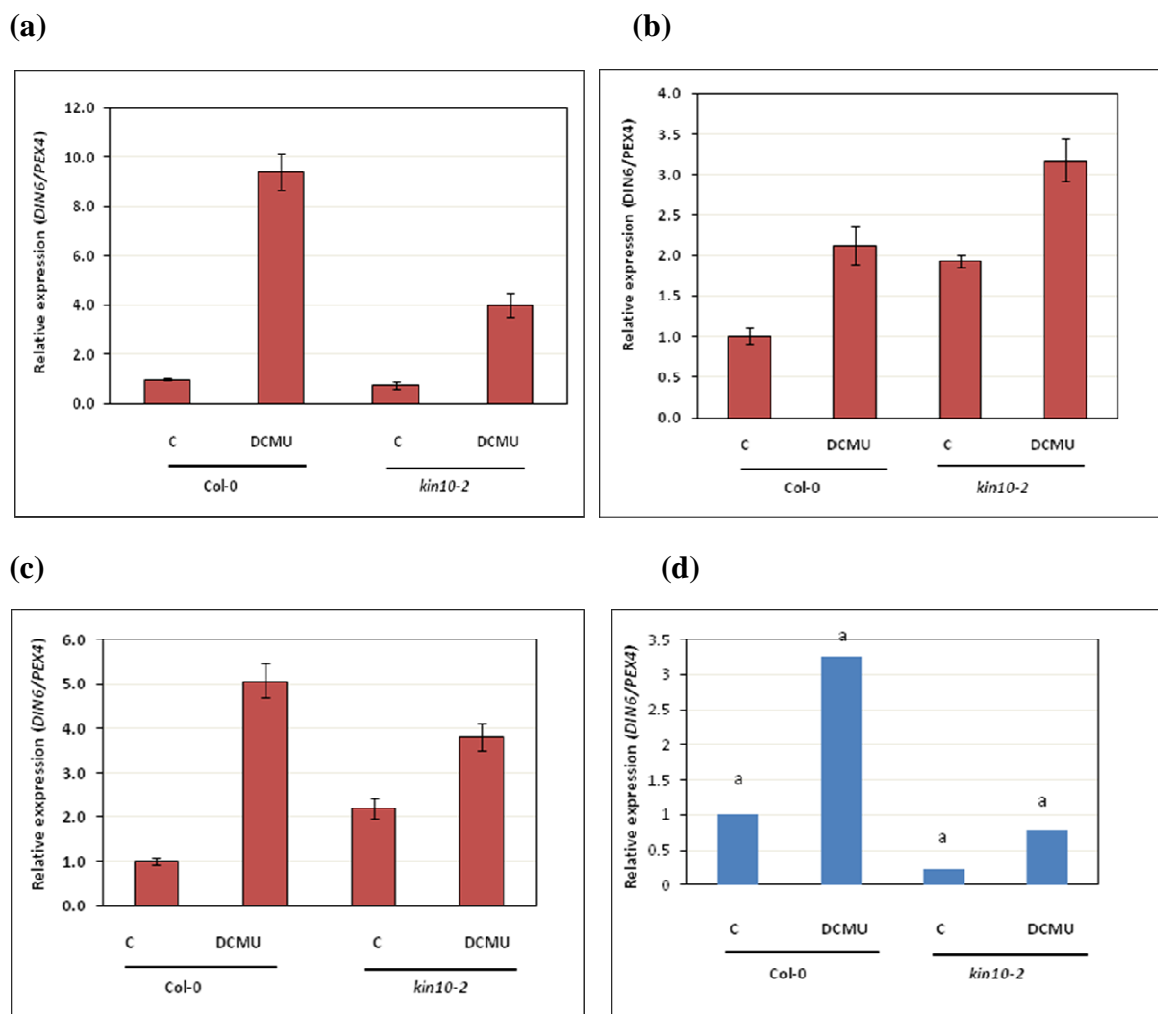 (a)
(b)
Relative expression (DIN6/PEX4)
12.0
10.0
8.0
6.0
4.0
2.0
0.0
C
DCMU
C
DCMU
Col-0
kin10-2
Relative expression (DIN6/PEX4)
4.0
3.5
3.0
2.5
2.0
1.5
1.0
0.5
0.0
C
DCMU
C
DCMU
Col-0
kin10-2
(c)
(d)
Relative exxpression (DIN6/PEX4)
6.0
5.0
4.0
3.0
2.0
1.0
0.0
C
DCMU
C
DCMU
Col-0
kin10-2
Relative expression (DIN6/PEX4)
3.5
3
2.5
2
1.5
1
0.5
0
a
a
a
a
C
DCMU
C
DCMU
Col-0
kin10-2